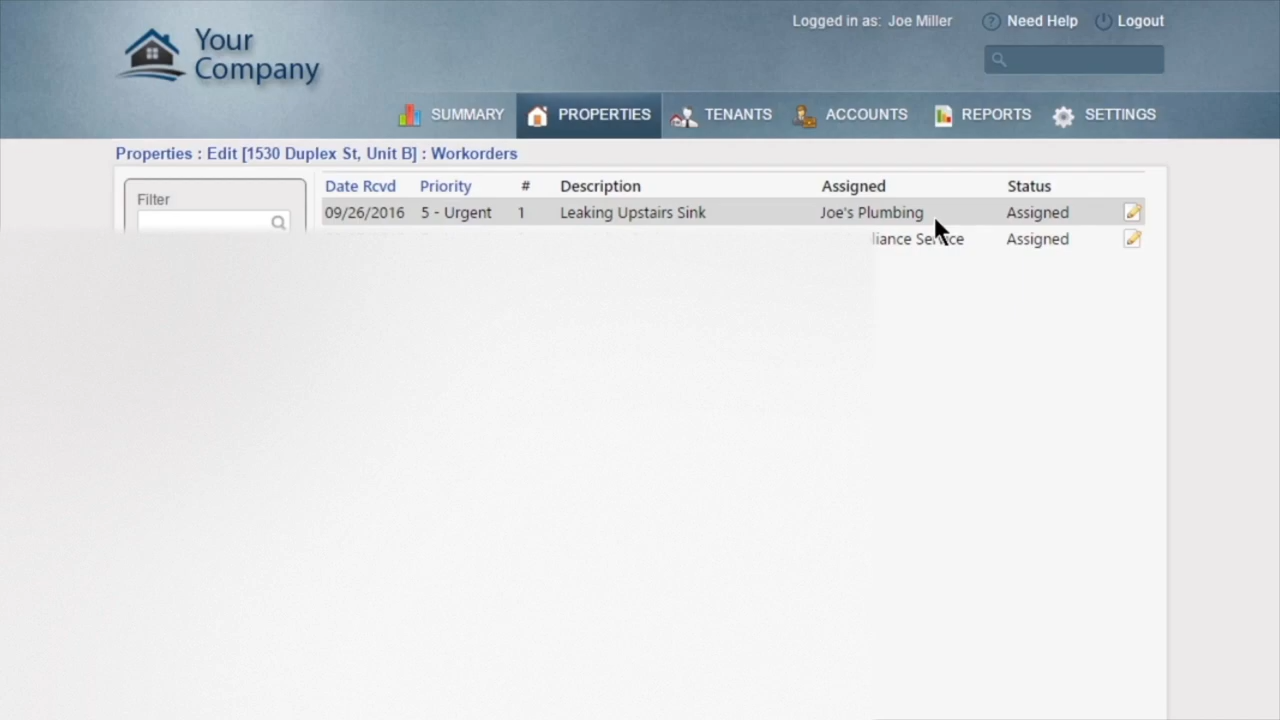 Logged in as: Joe Miller Need Help Logout
Your
Company
SUMMARY PROPERTIES TENANTS ACCOUNTS REPORTS SETTINGS
Properties : Edit [1530 Duplex St, Unit B] : Workorders
Filter
Date Rcvd Priority # Description Assigned Status
09/26/2016 5 - Urgent 1 Leaking Upstairs Sink Joe's Plumbing Assigned
Service Assigned